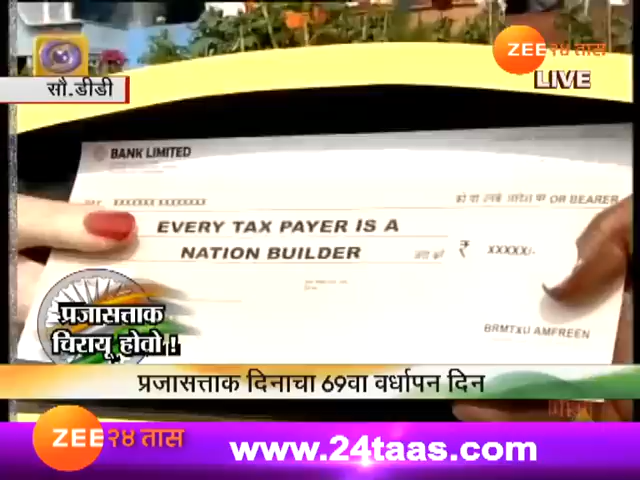 ZEE २४ तास
LIVE
सौ.डीडी
BANK LIMITED
XXXXXXX XXXXXXXX
OR BEARER
EVERY TAX PAYER IS A
NATION BUILDER
₹ XXXXX/-
BRMTXU AMFREEN
प्रजासत्ताक
चिरायू होवो !
प्रजासत्ताक दिनाचा 69वा वर्धापन दिन
ZEE २४ तास
www.24taas.com